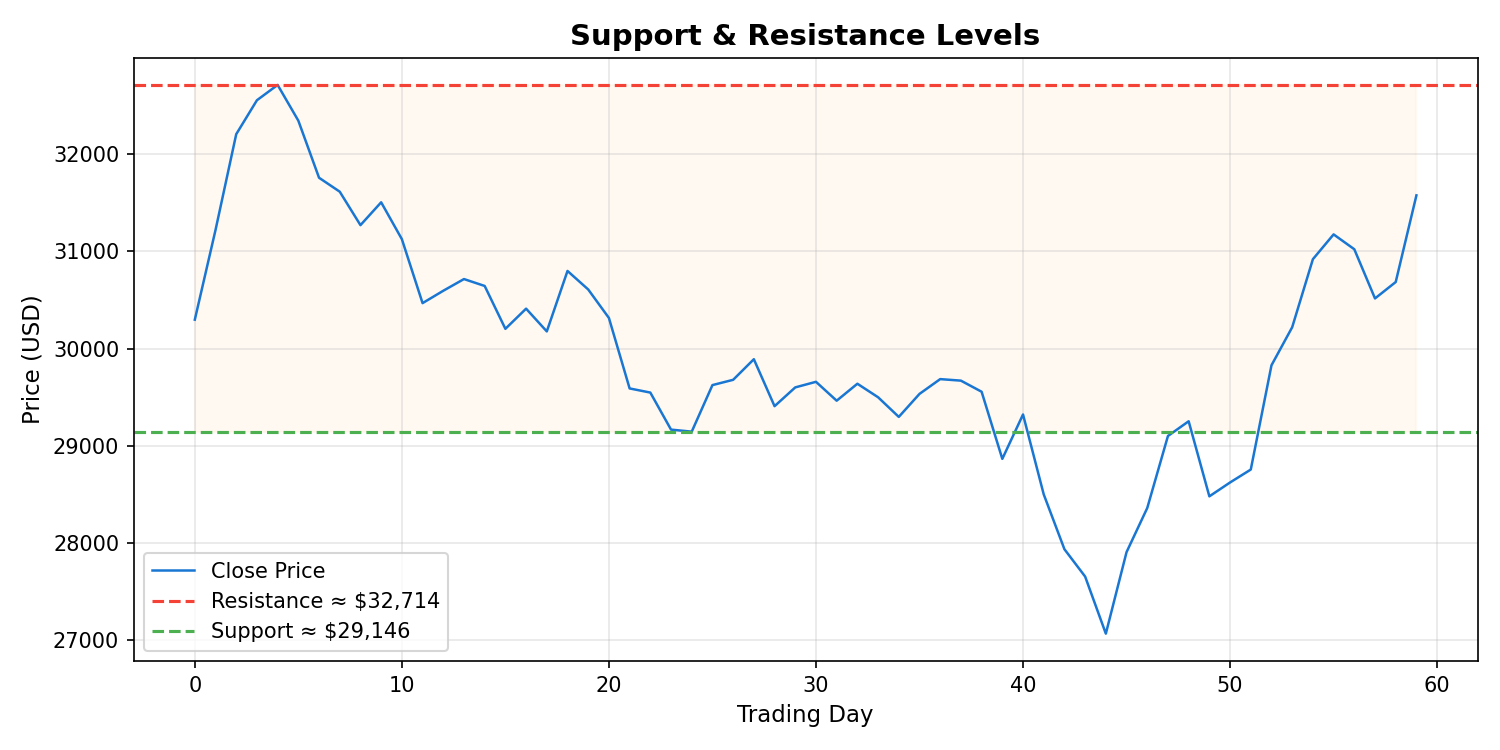 Support & Resistance Levels
Price (USD)
32000
31000
30000
29000
28000
27000
Close Price
Resistance ≈ $32,714
Support ≈ $29,146
0 10 20 30 40 50 60
Trading Day